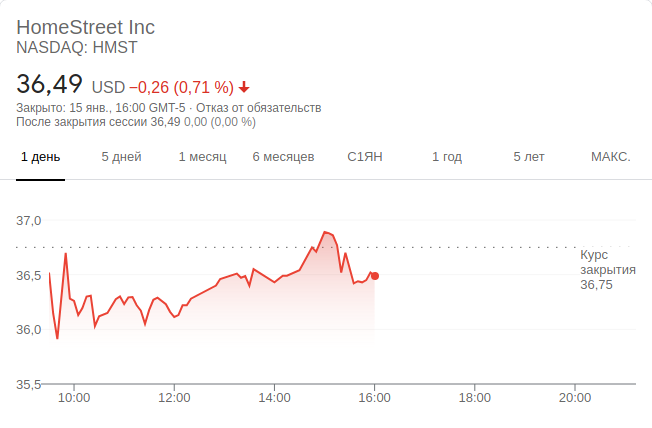 HomeStreet Inc
NASDAQ: HMST
36,49 USD −0,26 (0,71 %)
Закрыто: 15 янв., 16:00 GMT-5 · Отказ от обязательств
После закрытия сессии 36,49 0,00 (0,00 %)
1 день 5 дней 1 месяц 6 месяцев С1ЯН 1 год 5 лет МАКС.
37,0
Курс
закрытия
36,75
36,5
36,0
35,5
10:00 12:00 14:00 16:00 18:00 20:00